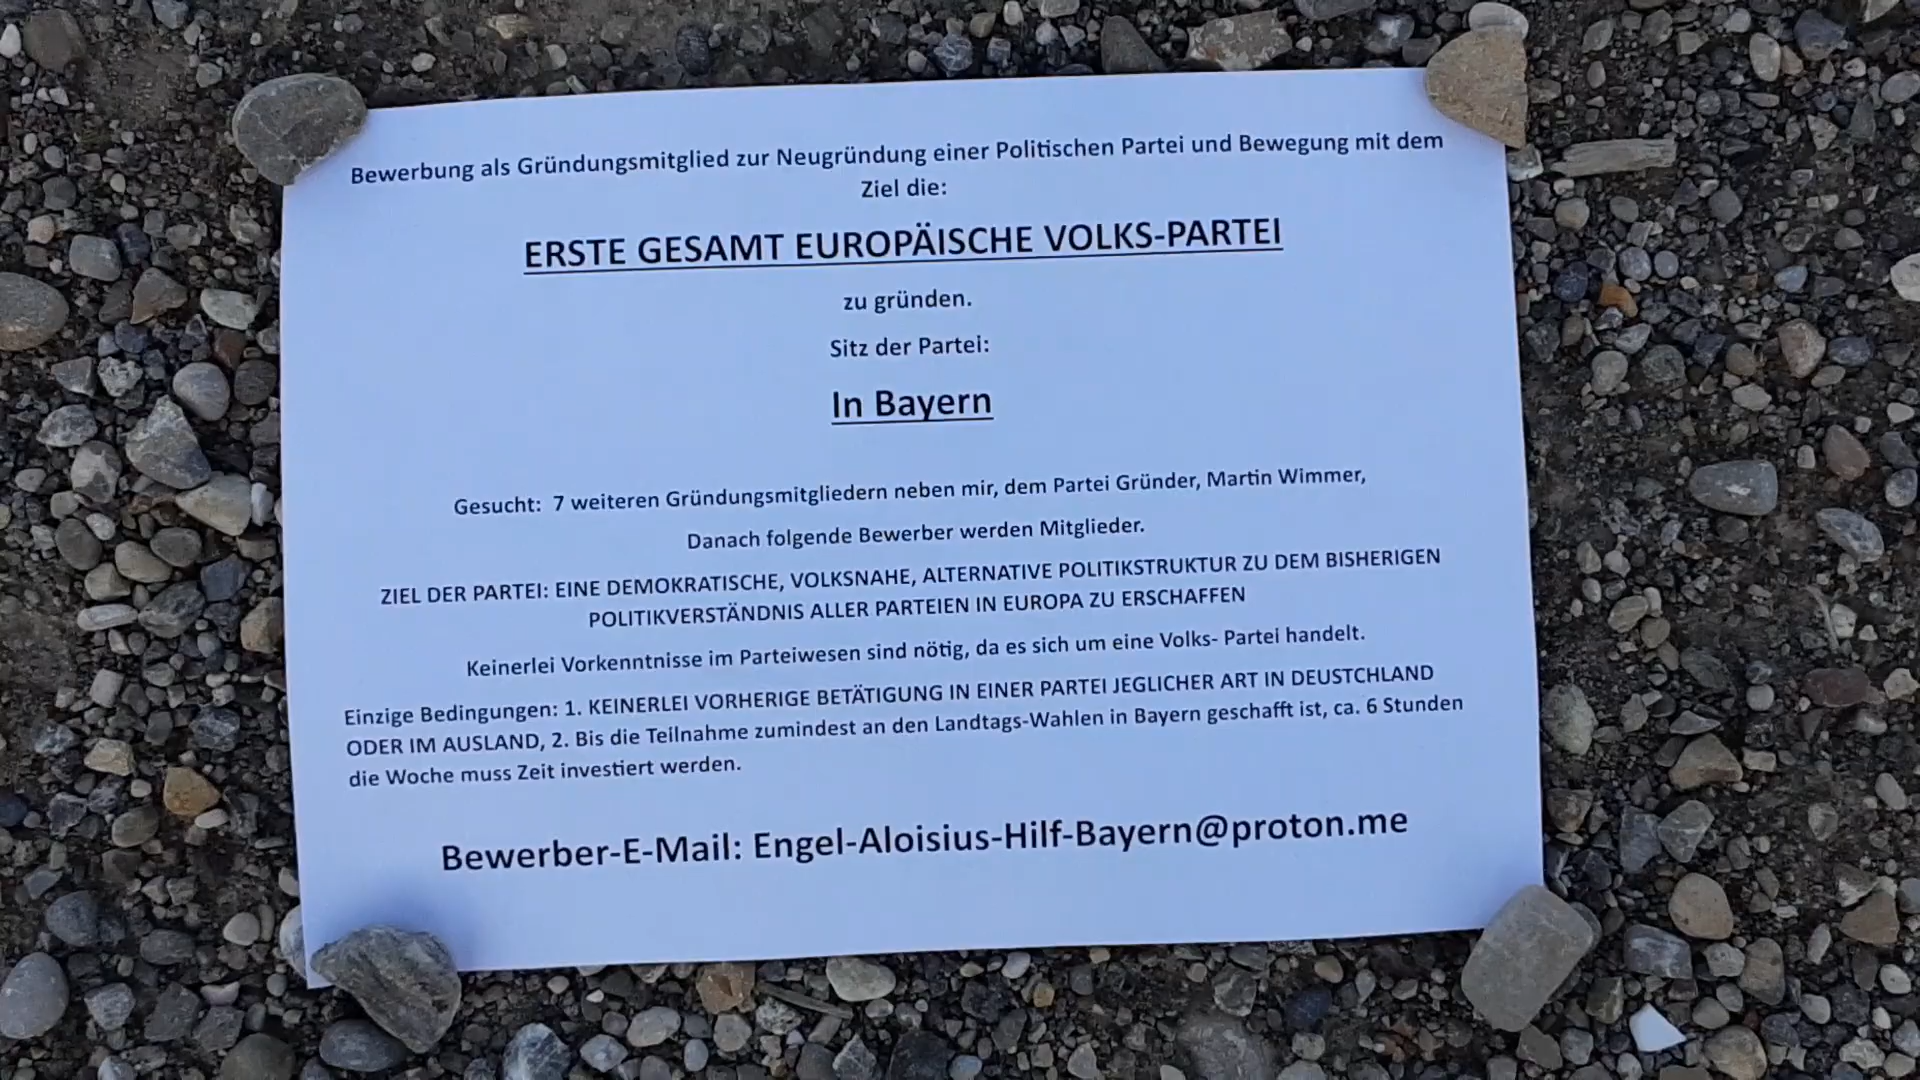 Bewerbung als Gründungsmitglied zur Neugründung einer Politischen Partei und Bewegung mit dem
Ziel die:
ERSTE GESAMT EUROPÄISCHE VOLKS-PARTEI
zu gründen.
Sitz der Partei:
In Bayern
Gesucht: 7 weiteren Gründungsmitgliedern neben mir, dem Partei Gründer, Martin Wimmer,
Danach folgende Bewerber werden Mitglieder.
ZIEL DER PARTEI: EINE DEMOKRATISCHE, VOLKSNAHE, ALTERNATIVE POLITIKSTRUKTUR ZU DEM BISHERIGEN
POLITIKVERSTÄNDNIS ALLER PARTEIEN IN EUROPA ZU ERSCHAFFEN
Keinerlei Vorkenntnisse im Parteiwesen sind nötig, da es sich um eine Volks- Partei handelt.
Einzige Bedingungen: 1. KEINERLEI VORHERIGE BETÄTIGUNG IN EINER PARTEI JEGLICHER ART IN DEUSTCHLAND
ODER IM AUSLAND, 2. Bis die Teilnahme zumindest an den Landtags-Wahlen in Bayern geschafft ist, ca. 6 Stunden
die Woche muss Zeit investiert werden.
Bewerber-E-Mail: Engel-Aloisius-Hilf-Bayern@proton.me